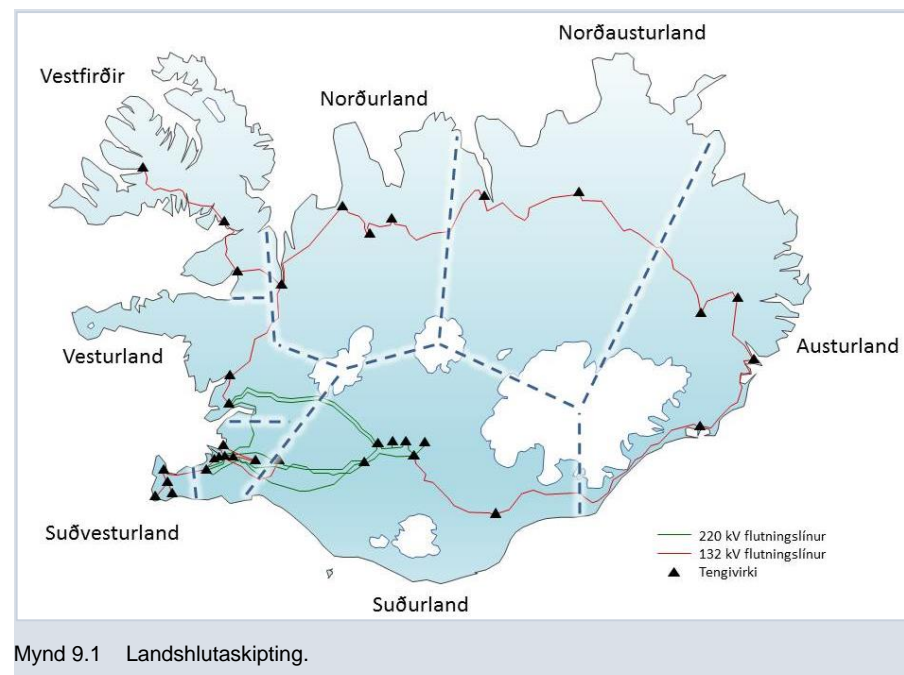 Norðausturland
Vestfirðir
Norðurland
Vesturland
Austurland
Suðvesturland
220 kV flutningslínur
132 kV flutningslínur
Tengivirki
Suðurland
Mynd 9.1 Landshlutaskipting.